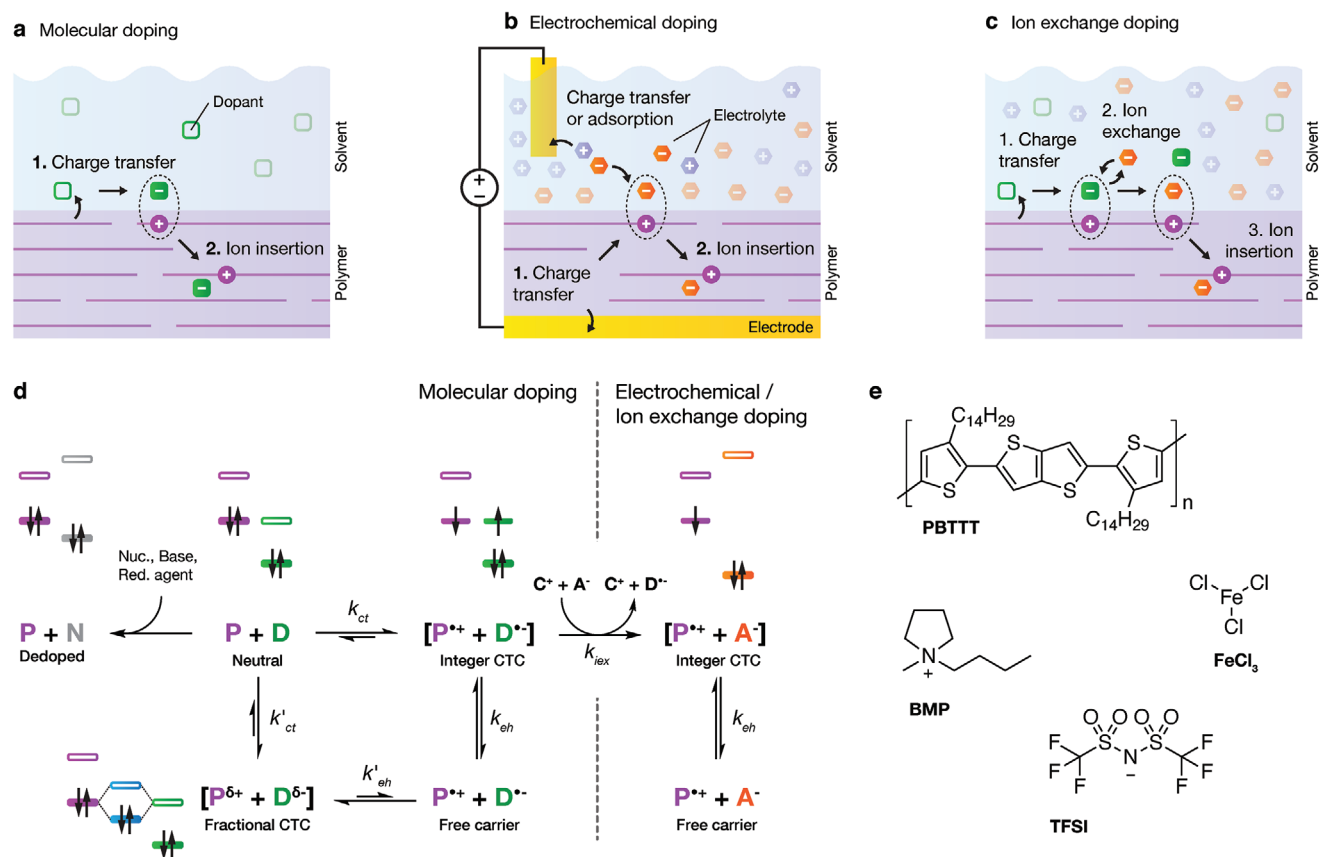 a Molecular doping
Dopant
1. Charge transfer
2. Ion insertion
Solvent
Polymer
b Electrochemical doping
Charge transfer
or adsorption
Electrolyte
1. Charge
transfer
2. Ion insertion
Electrode
Solvent
Polymer
c Ion exchange doping
1. Charge
transfer
2. Ion
exchange
3. Ion
insertion
Solvent
Polymer
d
Molecular doping
Electrochemical /
Ion exchange doping
Nuc., Base,
Red. agent
P + N
Dedoped
P + D
Neutral
k_ct
[P•+ + D•-]
Integer CTC
C+ + A- C+ + D•-
k_iex
[P•+ + A-]
Integer CTC
k'_ct
k_eh
k_eh
[Pδ+ + Dδ-]
Fractional CTC
k'_eh
P•+ + D•-
Free carrier
P•+ + A-
Free carrier
e
C14H29
S
S
S
S
n
C14H29
PBTTT
N
+
BMP
Cl
Cl
Fe
Cl
FeCl3
O O O O
S S
F F
N
F F
F F
TFSI